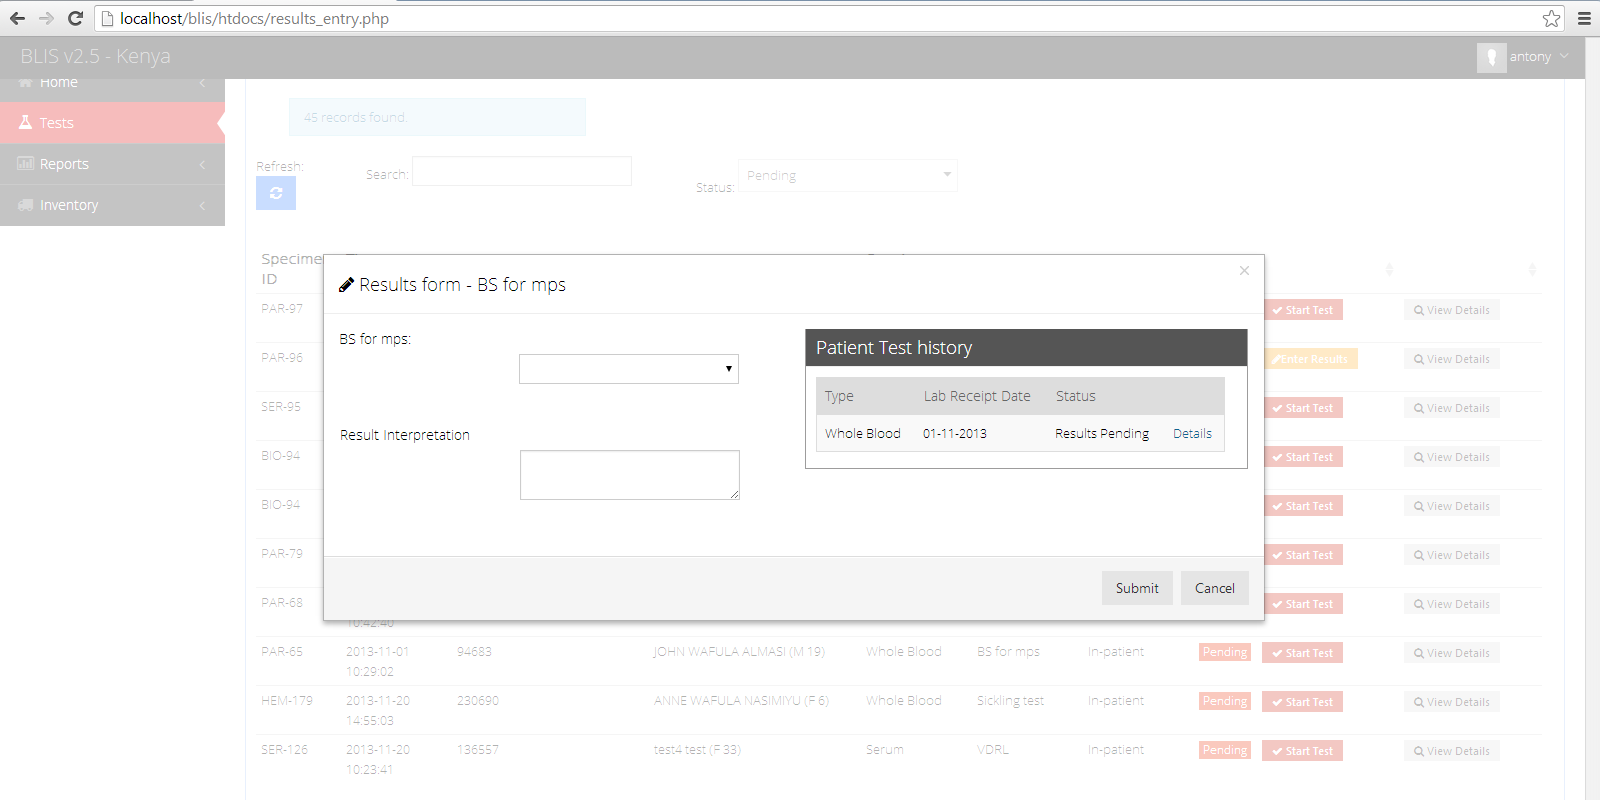 localhost/blis/htdocs/results_entry.php
BLIS v2.5 - Kenya
antony
Home
Tests
Reports
Inventory
45 records found.
Refresh:
Search:
Status: Pending
Specime
ID
Results form - BS for mps
×
BS for mps:
Result Interpretation
Patient Test history
Type Lab Receipt Date Status
Whole Blood 01-11-2013 Results Pending Details
Submit Cancel
PAR-97 Start Test View Details
PAR-96 Enter Results View Details
SER-95 Start Test View Details
BIO-94 Start Test View Details
BIO-94 Start Test View Details
PAR-79 Start Test View Details
PAR-68 Start Test View Details
10:42:40
PAR-65 2013-11-01 94683 JOHN WAFULA ALMASI (M 19) Whole Blood BS for mps In-patient Pending Start Test View Details
10:29:02
HEM-179 2013-11-20 230690 ANNE WAFULA NASIMIYU (F 6) Whole Blood Sickling test In-patient Pending Start Test View Details
14:55:03
SER-126 2013-11-20 136557 test4 test (F 33) Serum VDRL In-patient Pending Start Test View Details
10:23:41